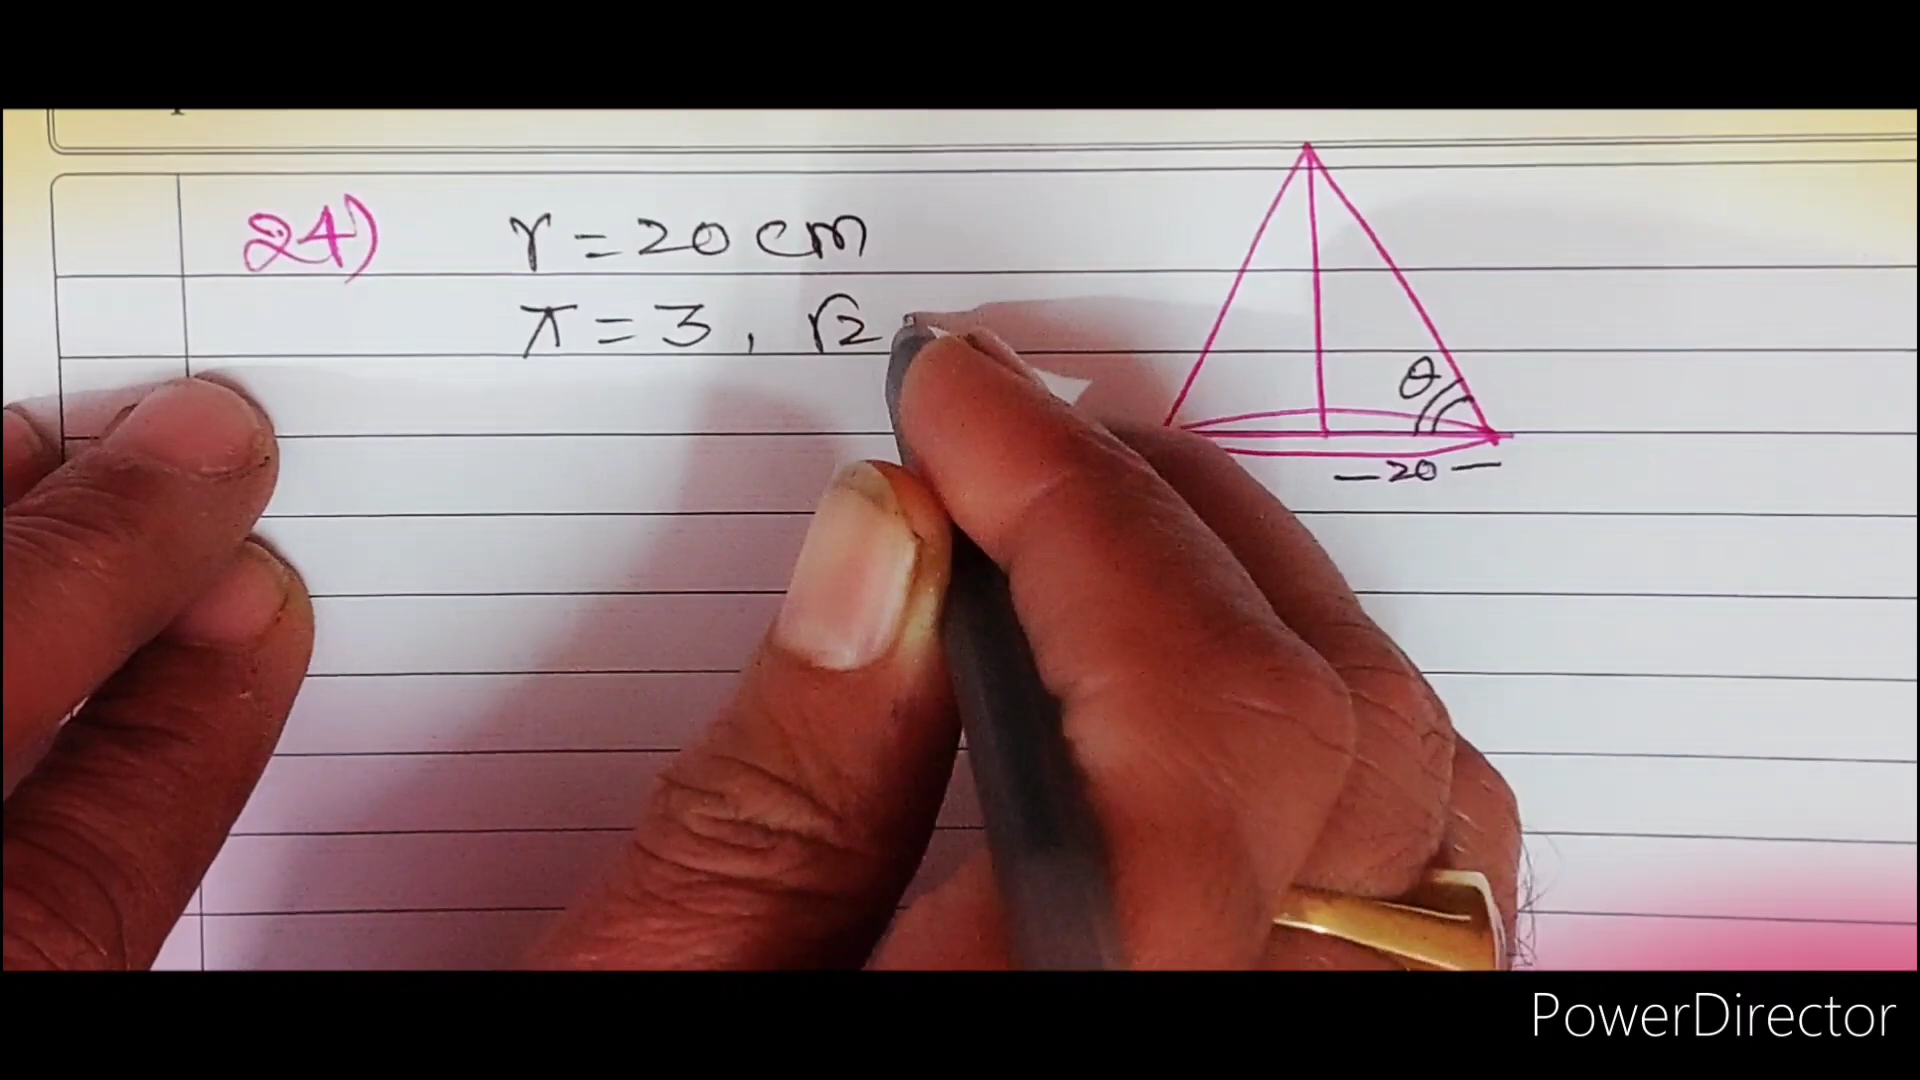 24) r = 20 cm
π = 3, √2
θ
— 20 —
PowerDirector